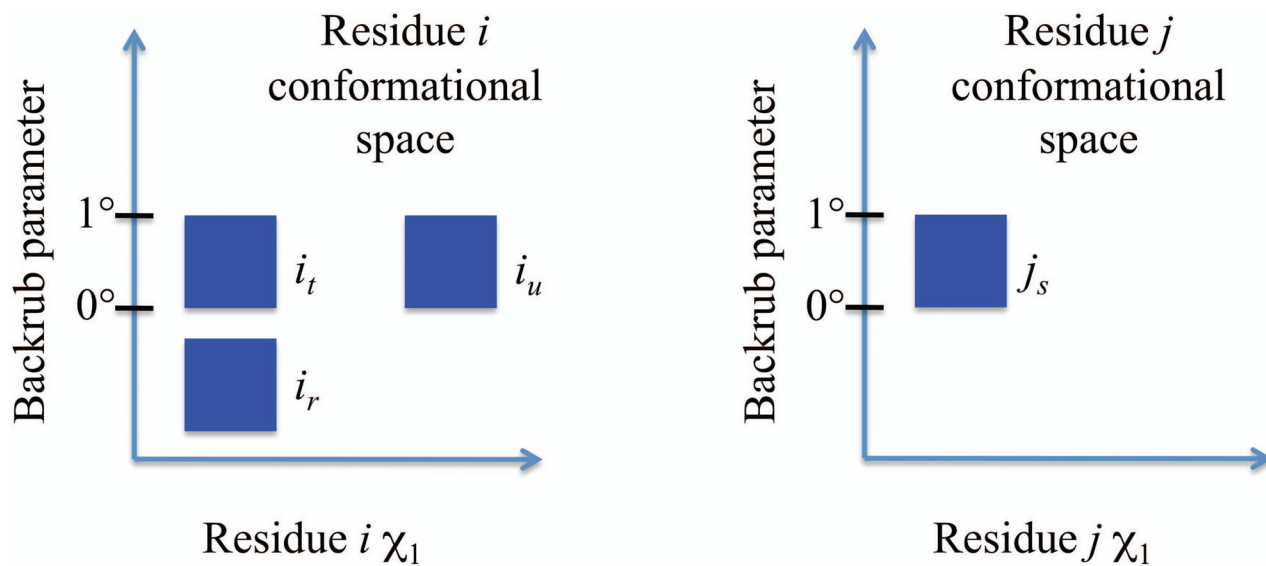 Residue i
conformational
space
Backrub parameter
1°
0°
i_t
i_u
i_r
Residue i χ₁
Residue j
conformational
space
Backrub parameter
1°
0°
j_s
Residue j χ₁